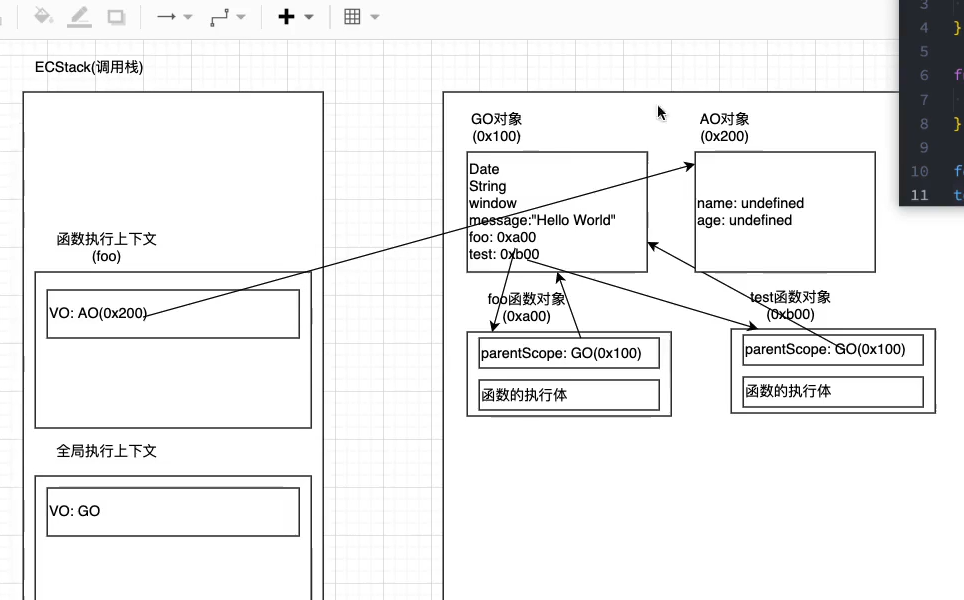 ECStack(调用栈)
函数执行上下文
(foo)
VO: AO(0x200)
全局执行上下文
VO: GO
GO对象
(0x100)
Date
String
window
message:"Hello World"
foo: 0xa00
test: 0xb00
AO对象
(0x200)
name: undefined
age: undefined
foo函数对象
(0xa00)
parentScope: GO(0x100)
函数的执行体
test函数对象
(0xb00)
parentScope: GO(0x100)
函数的执行体
3
4 }
5
6 f
7
8 }
9
10 f
11 t